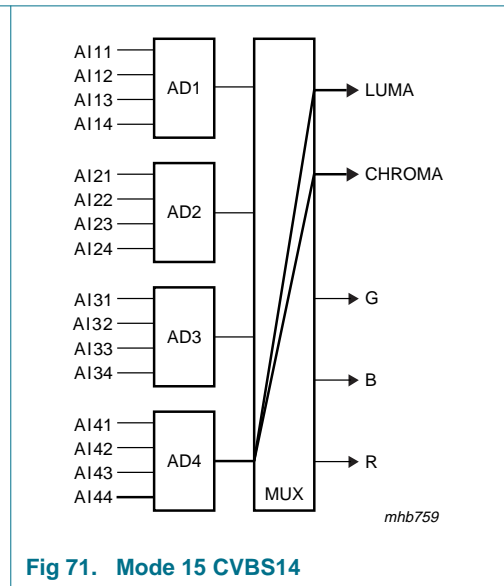 AI11
AI12
AI13
AI14
AD1
AI21
AI22
AI23
AI24
AD2
AI31
AI32
AI33
AI34
AD3
AI41
AI42
AI43
AI44
AD4
MUX
LUMA
CHROMA
G
B
R
mhb759
Fig 71. Mode 15 CVBS14